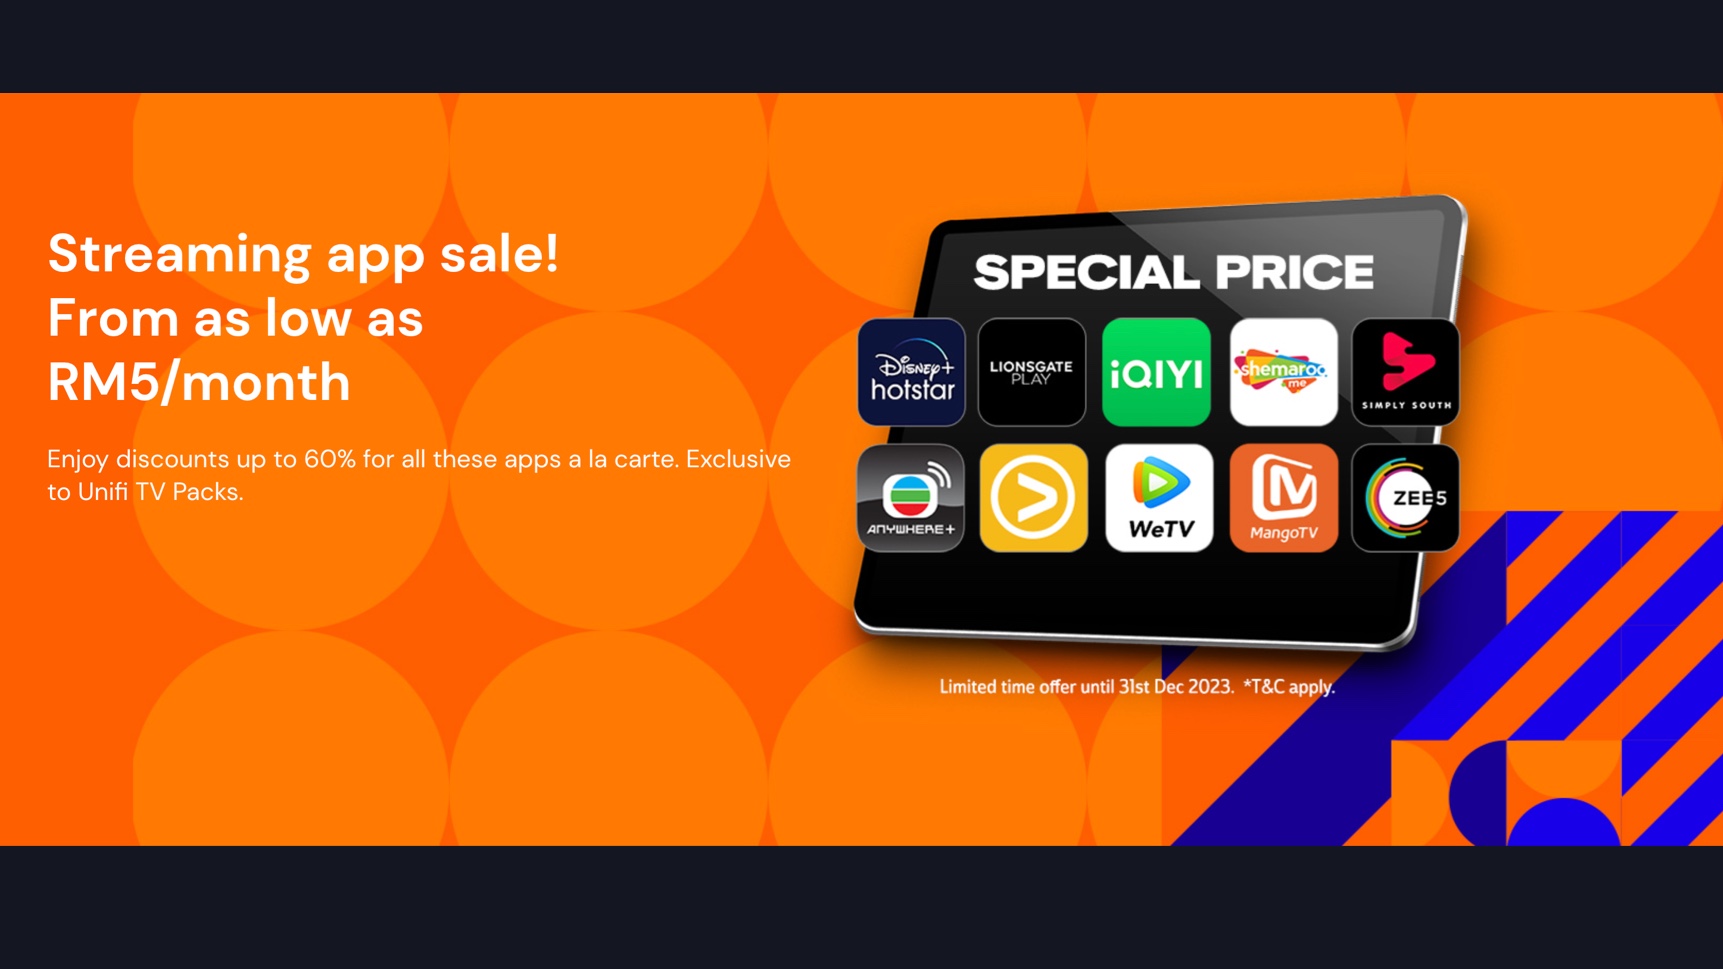 Streaming app sale!
From as low as
RM5/month
Enjoy discounts up to 60% for all these apps a la carte. Exclusive
to Unifi TV Packs.
SPECIAL PRICE
Disney+
hotstar
LIONSGATE
PLAY
iQIYI
shemaroo
me
SIMPLY SOUTH
ANYWHERE+
WeTV
MangoTV
ZEE5
Limited time offer until 31st Dec 2023. *T&C apply.